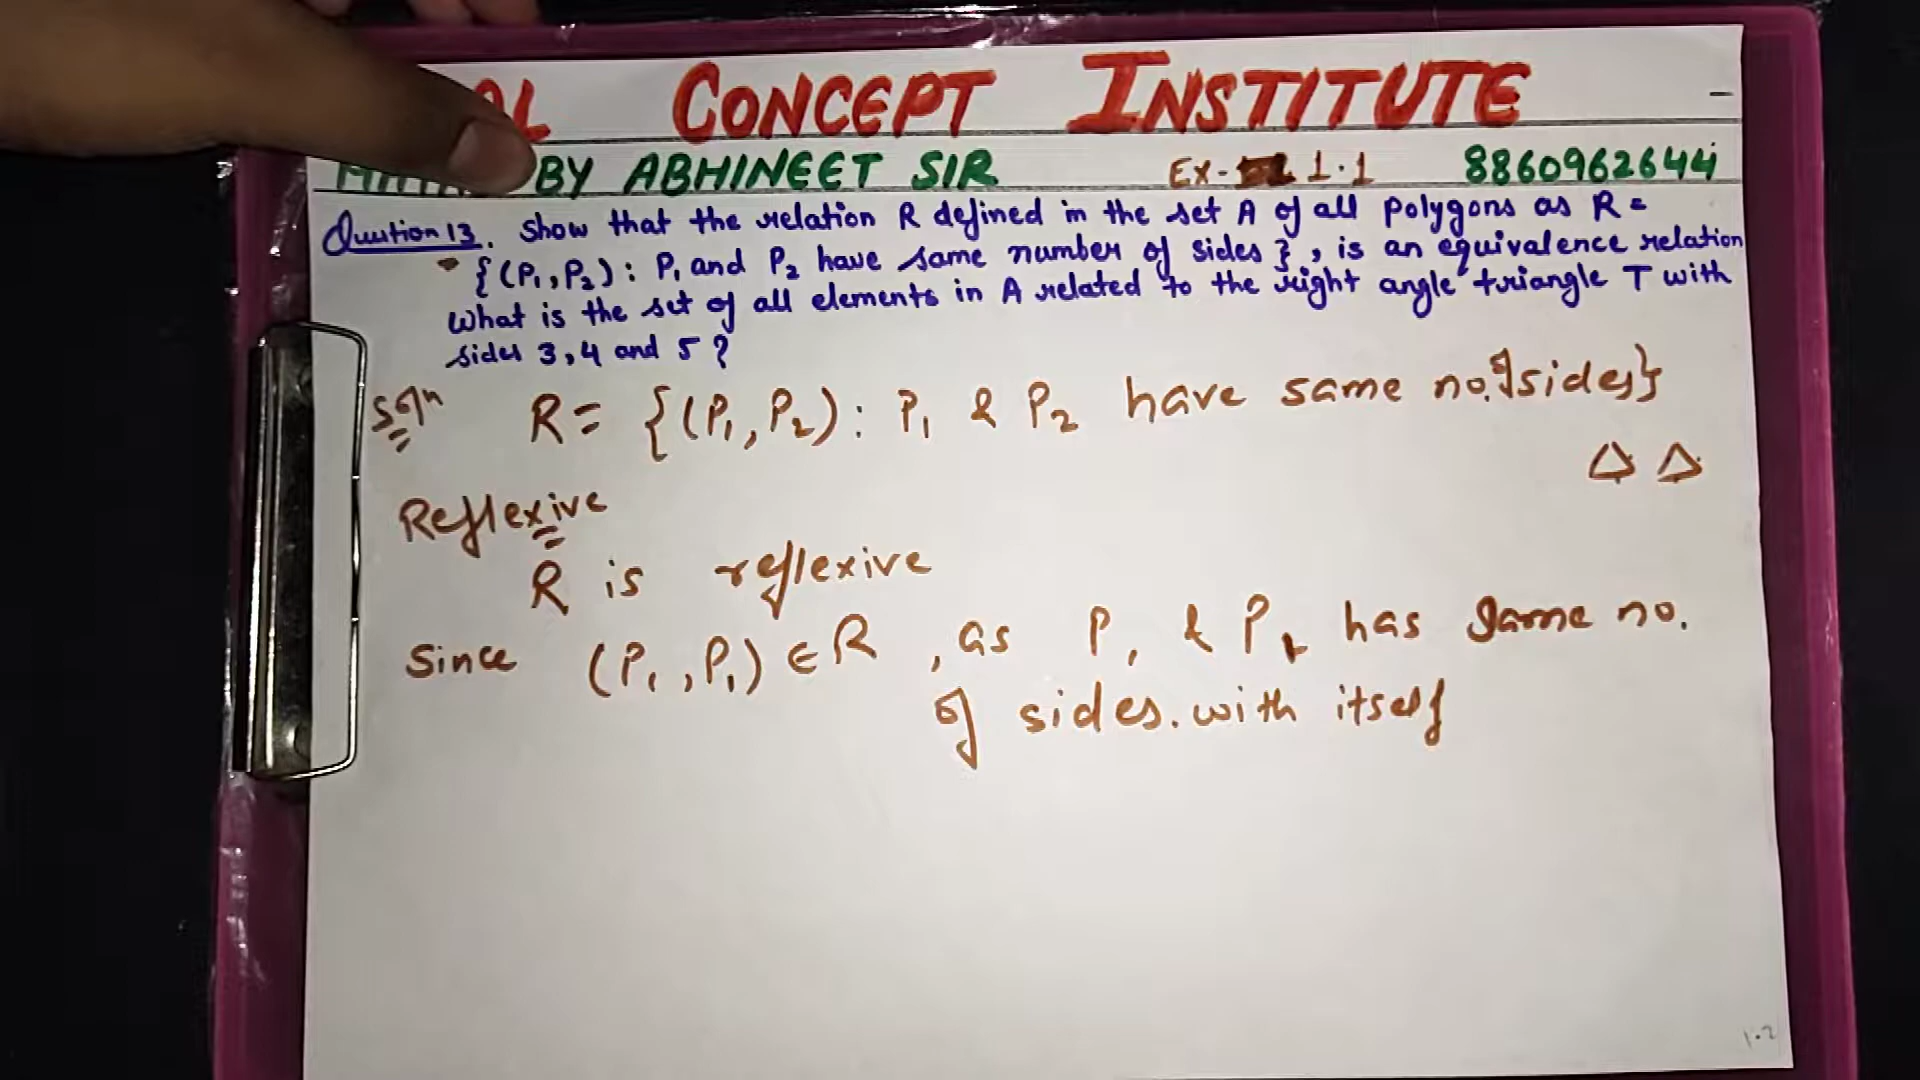 CONCEPT INSTITUTE
BY ABHINEET SIR Ex- 1.1 8860962644
Question 13. Show that the relation R defined in the set A of all polygons as R =
{(P₁, P₂) : P₁ and P₂ have same number of sides}, is an equivalence relation
What is the set of all elements in A related to the right angle triangle T with
sides 3, 4 and 5 ?
Soln R = {(P₁, P₂) : P₁ & P₂ have same no. of sides}
Reflexive
R is reflexive
Since (P₁, P₁) ∈ R , as P₁ & P₂ has same no.
of sides. with itself